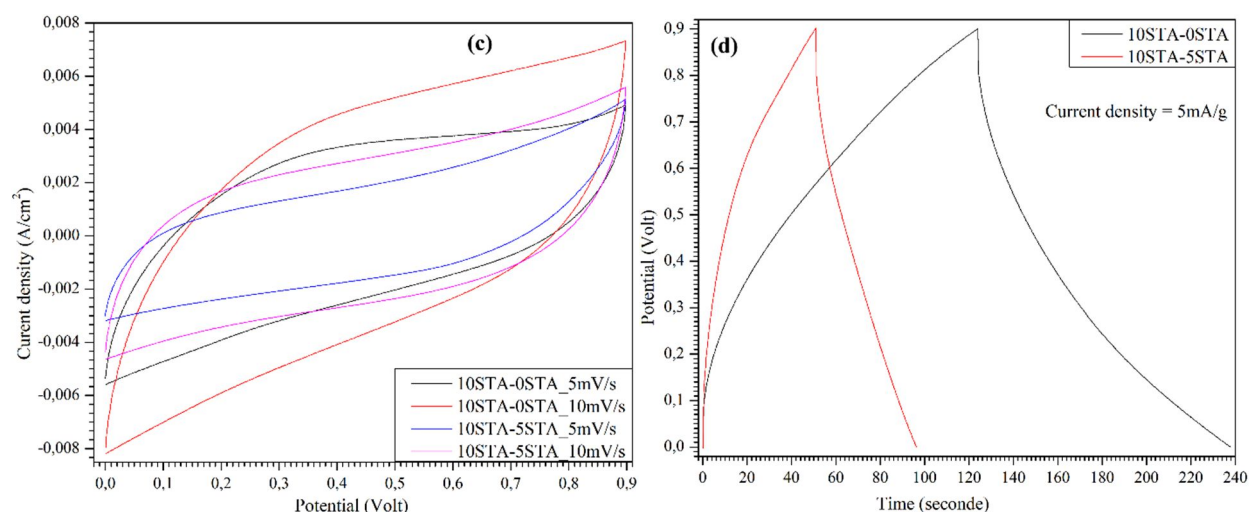 (c)
0,008
0,006
0,004
0,002
0,000
-0,002
-0,004
-0,006
-0,008
Curent density (A/cm²)
10STA-0STA_5mV/s
10STA-0STA_10mV/s
10STA-5STA_5mV/s
10STA-5STA_10mV/s
0,0 0,1 0,2 0,3 0,4 0,5 0,6 0,7 0,8 0,9
Potential (Volt)
(d)
0,9
0,8
0,7
0,6
0,5
0,4
0,3
0,2
0,1
0,0
Potential (Volt)
10STA-0STA
10STA-5STA
Current density = 5mA/g
0 20 40 60 80 100 120 140 160 180 200 220 240
Time (seconde)